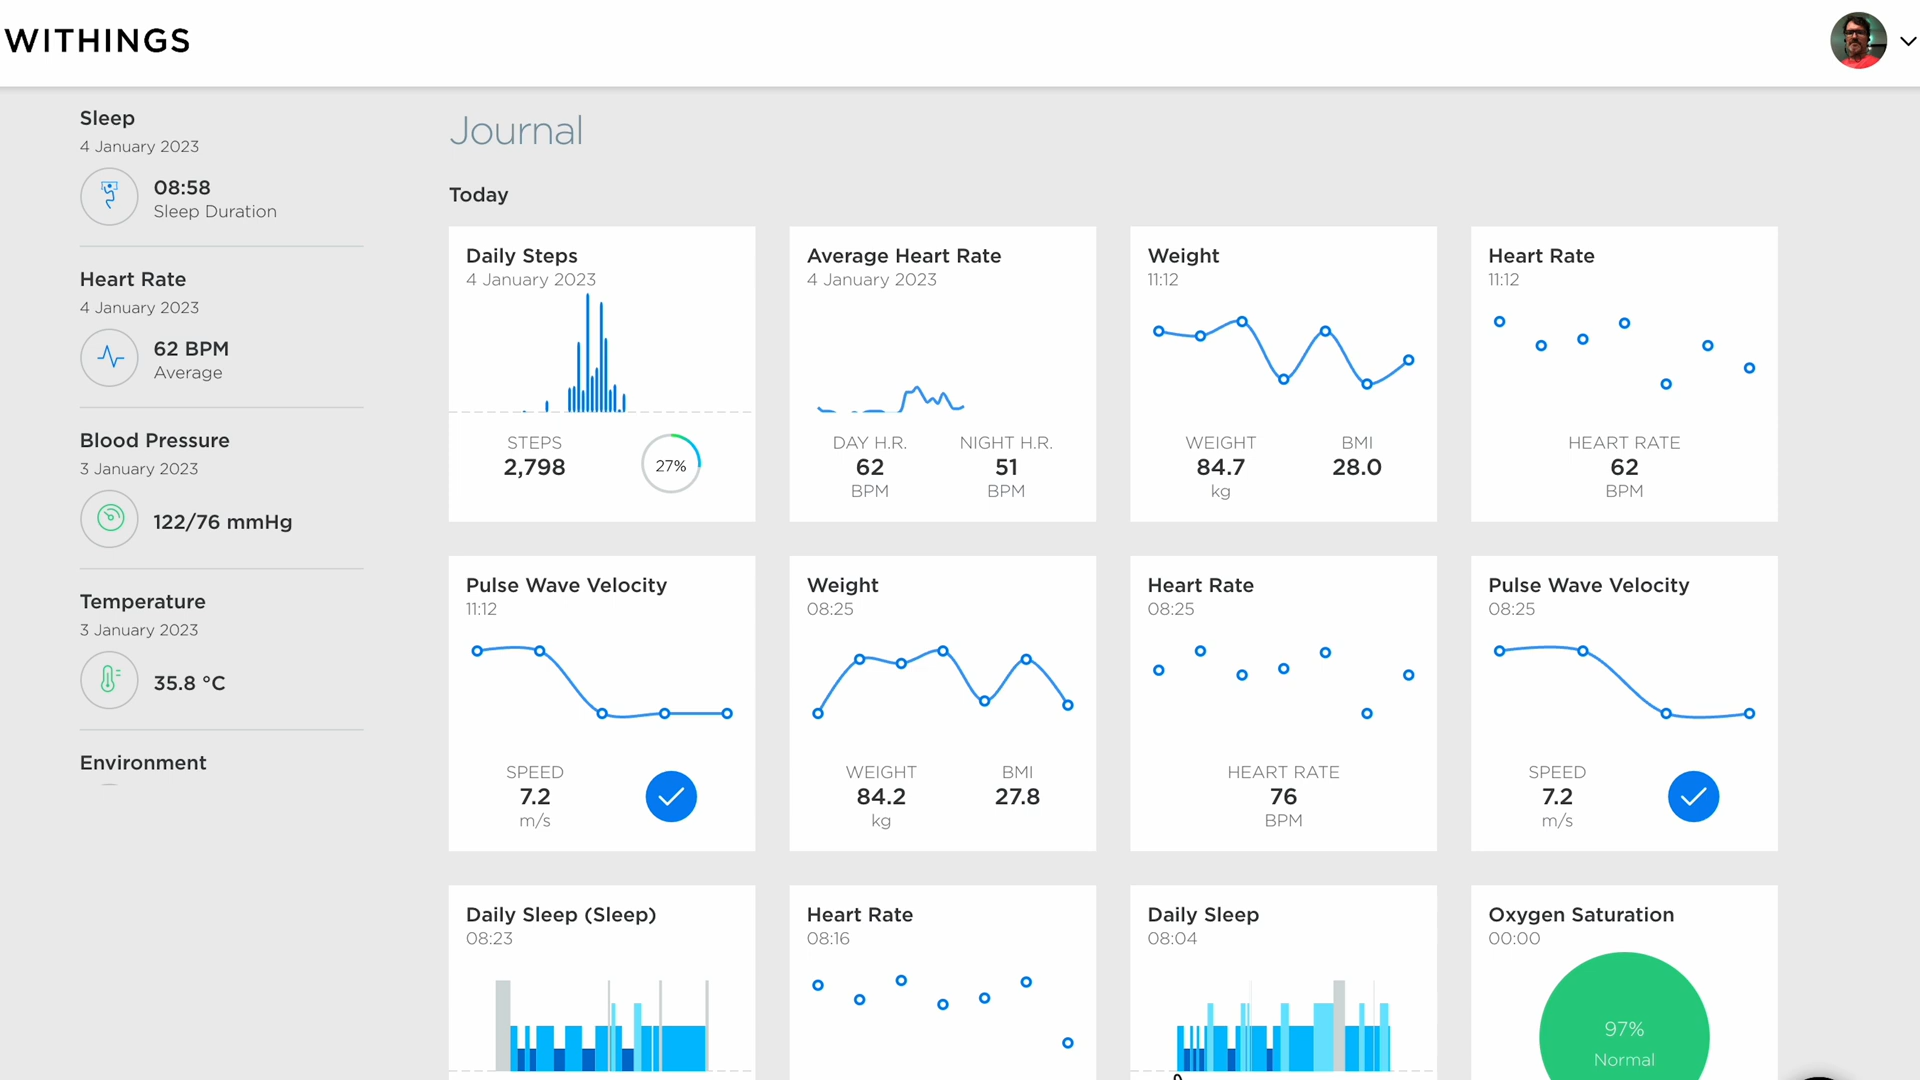 WITHINGS
Sleep
4 January 2023
08:58
Sleep Duration
Heart Rate
4 January 2023
62 BPM
Average
Blood Pressure
3 January 2023
122/76 mmHg
Temperature
3 January 2023
35.8 °C
Environment
Journal
Today
Daily Steps
4 January 2023
STEPS
2,798
27%
Average Heart Rate
4 January 2023
DAY H.R.
62
BPM
NIGHT H.R.
51
BPM
Weight
11:12
WEIGHT
84.7
kg
BMI
28.0
Heart Rate
11:12
HEART RATE
62
BPM
Pulse Wave Velocity
11:12
SPEED
7.2
m/s
Weight
08:25
WEIGHT
84.2
kg
BMI
27.8
Heart Rate
08:25
HEART RATE
76
BPM
Pulse Wave Velocity
08:25
SPEED
7.2
m/s
Daily Sleep (Sleep)
08:23
Heart Rate
08:16
Daily Sleep
08:04
Oxygen Saturation
00:00
97%
Normal